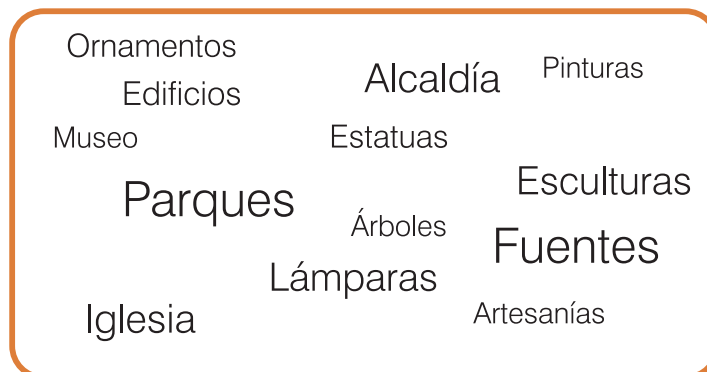 Ornamentos
Alcaldía
Pinturas
Edificios
Museo
Estatuas
Parques
Esculturas
Árboles
Fuentes
Lámparas
Iglesia
Artesanías